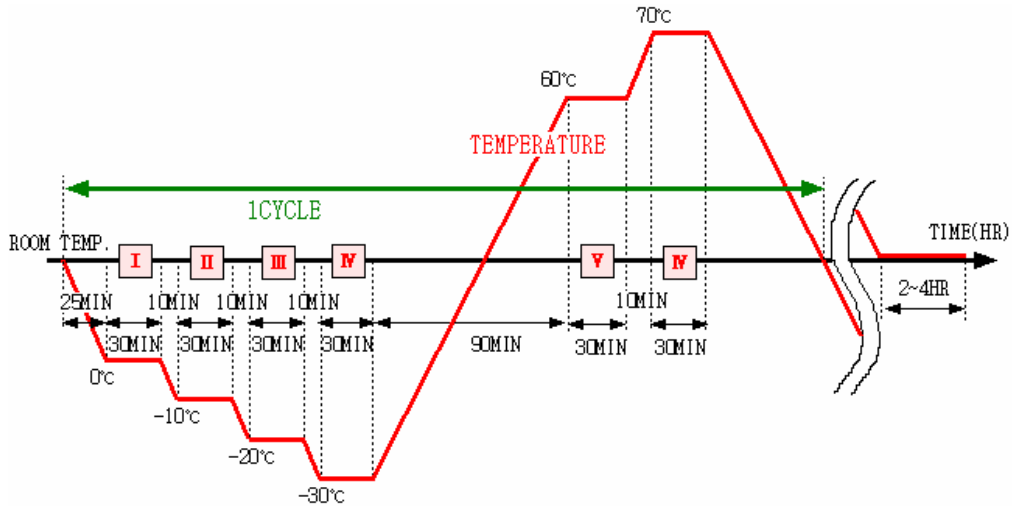 70℃
60℃
TEMPERATURE
1CYCLE
ROOM TEMP.
TIME(HR)
I II III IV V IV
25MIN 10MIN 10MIN 10MIN 10MIN 2~4HR
30MIN 30MIN 30MIN 30MIN 90MIN 30MIN 30MIN
0℃
-10℃
-20℃
-30℃